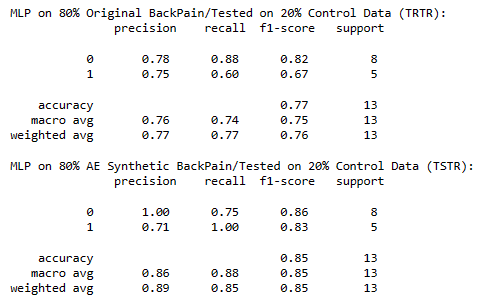 MLP on 80% Original BackPain/Tested on 20% Control Data (TRTR):
precision recall f1-score support
0 0.78 0.88 0.82 8
1 0.75 0.60 0.67 5
accuracy 0.77 13
macro avg 0.76 0.74 0.75 13
weighted avg 0.77 0.77 0.76 13
MLP on 80% AE Synthetic BackPain/Tested on 20% Control Data (TSTR):
precision recall f1-score support
0 1.00 0.75 0.86 8
1 0.71 1.00 0.83 5
accuracy 0.85 13
macro avg 0.86 0.88 0.85 13
weighted avg 0.89 0.85 0.85 13